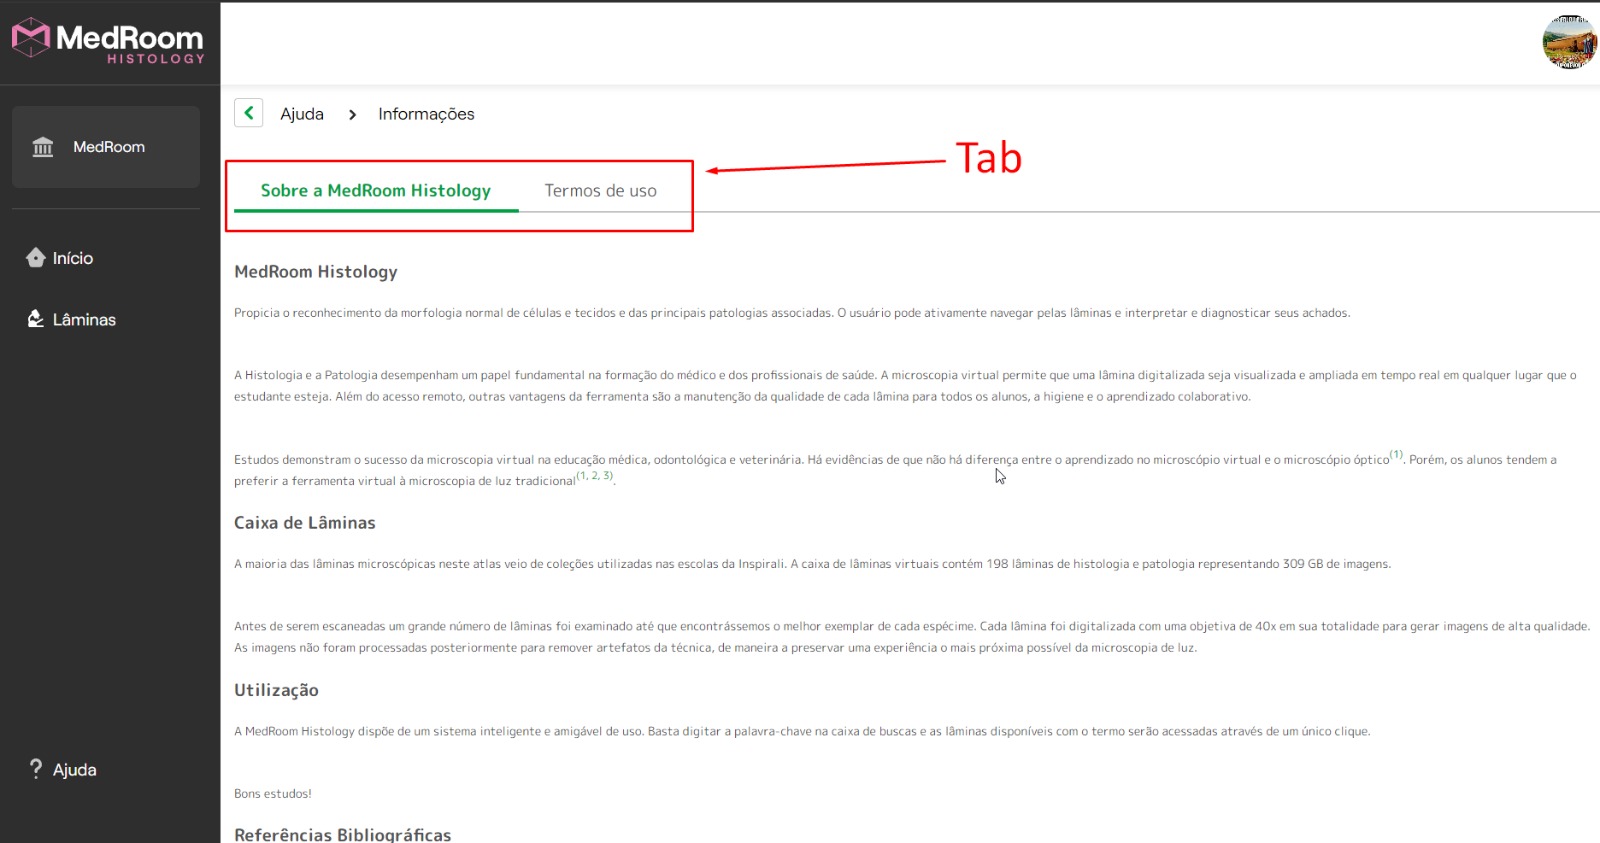 MedRoom
HISTOLOGY
MedRoom
Início
Lâminas
Ajuda
Ajuda > Informações
Tab
Sobre a MedRoom Histology
Termos de uso
MedRoom Histology
Propicia o reconhecimento da morfologia normal de células e tecidos e das principais patologias associadas. O usuário pode ativamente navegar pelas lâminas e interpretar e diagnosticar seus achados.
A Histologia e a Patologia desempenham um papel fundamental na formação do médico e dos profissionais de saúde. A microscopia virtual permite que uma lâmina digitalizada seja visualizada e ampliada em tempo real em qualquer lugar que o
estudante esteja. Além do acesso remoto, outras vantagens da ferramenta são a manutenção da qualidade de cada lâmina para todos os alunos, a higiene e o aprendizado colaborativo.
Estudos demonstram o sucesso da microscopia virtual na educação médica, odontológica e veterinária. Há evidências de que não há diferença entre o aprendizado no microscópio virtual e o microscópio óptico(1). Porém, os alunos tendem a
preferir a ferramenta virtual à microscopia de luz tradicional(1, 2, 3).
Caixa de Lâminas
A maioria das lâminas microscópicas neste atlas veio de coleções utilizadas nas escolas da Inspirali. A caixa de lâminas virtuais contém 198 lâminas de histologia e patologia representando 309 GB de imagens.
Antes de serem escaneadas um grande número de lâminas foi examinado até que encontrássemos o melhor exemplar de cada espécime. Cada lâmina foi digitalizada com uma objetiva de 40x em sua totalidade para gerar imagens de alta qualidade.
As imagens não foram processadas posteriormente para remover artefatos da técnica, de maneira a preservar uma experiência o mais próxima possível da microscopia de luz.
Utilização
A MedRoom Histology dispõe de um sistema inteligente e amigável de uso. Basta digitar a palavra-chave na caixa de buscas e as lâminas disponíveis com o termo serão acessadas através de um único clique.
Bons estudos!
Referências Bibliográficas